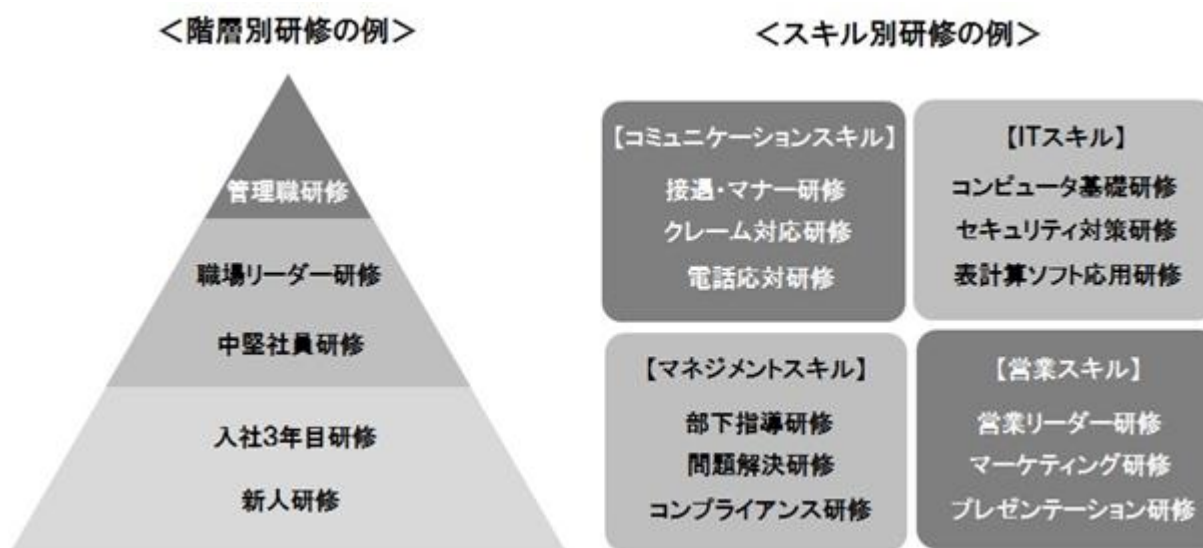 ＜階層別研修の例＞
管理職研修
職場リーダー研修
中堅社員研修
入社3年目研修
新人研修
＜スキル別研修の例＞
【コミュニケーションスキル】
接遇・マナー研修
クレーム対応研修
電話応対研修
【ITスキル】
コンピュータ基礎研修
セキュリティ対策研修
表計算ソフト応用研修
【マネジメントスキル】
部下指導研修
問題解決研修
コンプライアンス研修
【営業スキル】
営業リーダー研修
マーケティング研修
プレゼンテーション研修